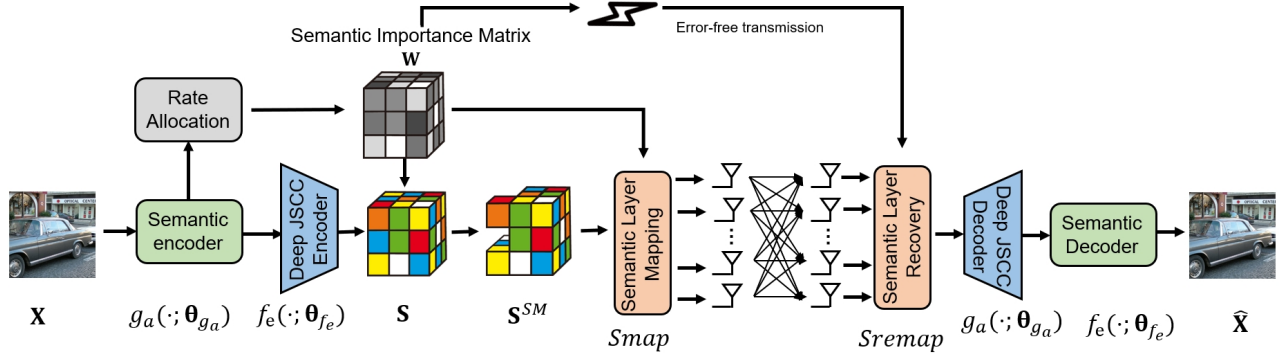 Semantic Importance Matrix
W
Error-free transmission
Rate
Allocation
Semantic
encoder
Deep JSCC
Encoder
Semantic Layer
Mapping
Semantic Layer
Recovery
Deep JSCC
Decoder
Semantic
Decoder
OPTICAL CENTER
X
g_a(·; θ_{g_a})
f_e(·; θ_{f_e})
S
S^{SM}
Smap
Sremap
g_a(·; θ_{g_a})
f_e(·; θ_{f_e})
X̂